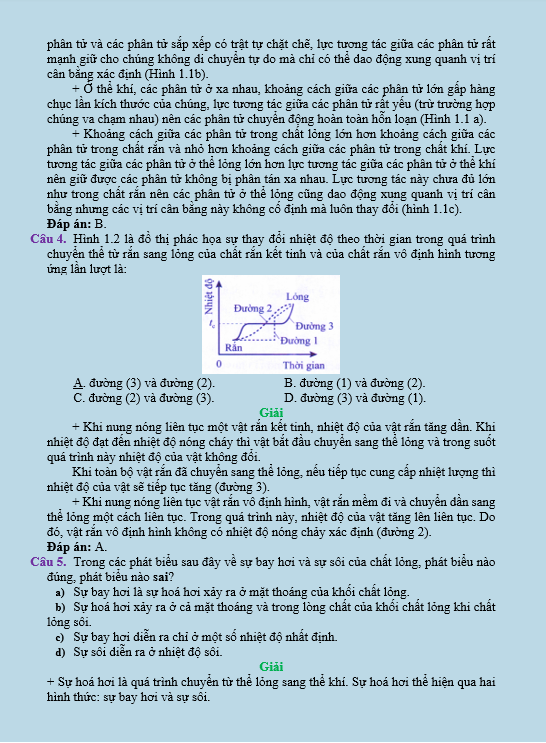 phân tử và các phân tử sắp xếp có trật tự chặt chẽ, lực tương tác giữa các phân tử rất
mạnh giữ cho chúng không di chuyển tự do mà chỉ có thể dao động xung quanh vị trí
cân bằng xác định (Hình 1.1b).
+ Ở thể khí, các phân tử ở xa nhau, khoảng cách giữa các phân tử lớn gấp hàng
chục lần kích thước của chúng, lực tương tác giữa các phân tử rất yếu (trừ trường hợp
chúng va chạm nhau) nên các phân tử chuyển động hoàn toàn hỗn loạn (Hình 1.1 a).
+ Khoảng cách giữa các phân tử trong chất lỏng lớn hơn khoảng cách giữa các
phân tử trong chất rắn và nhỏ hơn khoảng cách giữa các phân tử trong chất khí. Lực
tương tác giữa các phân tử ở thể lỏng lớn hơn lực tương tác giữa các phân tử ở thể khí
nên giữ được các phân tử không bị phân tán xa nhau. Lực tương tác này chưa đủ lớn
như trong chất rắn nên các phân tử ở thể lỏng cũng dao động xung quanh vị trí cân
bằng nhưng các vị trí cân bằng này không cố định mà luôn thay đổi (hình 1.1c).
Đáp án: B.
Câu 4. Hình 1.2 là đồ thị phác họa sự thay đổi nhiệt độ theo thời gian trong quá trình
chuyển thể từ rắn sang lỏng của chất rắn kết tinh và của chất rắn vô định hình tương
ứng lần lượt là:
Nhiệt độ
Lỏng
Đường 2
tc
Đường 3
Đường 1
Rắn
0 Thời gian
A. đường (3) và đường (2). B. đường (1) và đường (2).
C. đường (2) và đường (3). D. đường (3) và đường (1).
Giải
+ Khi nung nóng liên tục một vật rắn kết tinh, nhiệt độ của vật rắn tăng dần. Khi
nhiệt độ đạt đến nhiệt độ nóng chảy thì vật bắt đầu chuyển sang thể lỏng và trong suốt
quá trình này nhiệt độ của vật không đổi.
Khi toàn bộ vật rắn đã chuyển sang thể lỏng, nếu tiếp tục cung cấp nhiệt lượng thì
nhiệt độ của vật sẽ tiếp tục tăng (đường 3).
+ Khi nung nóng liên tục vật rắn vô định hình, vật rắn mềm đi và chuyển dần sang
thể lỏng một cách liên tục. Trong quá trình này, nhiệt độ của vật tăng lên liên tục. Do
đó, vật rắn vô định hình không có nhiệt độ nóng chảy xác định (đường 2).
Đáp án: A.
Câu 5. Trong các phát biểu sau đây về sự bay hơi và sự sôi của chất lỏng, phát biểu nào
đúng, phát biểu nào sai?
a) Sự bay hơi là sự hoá hơi xảy ra ở mặt thoáng của khối chất lỏng.
b) Sự hoá hơi xảy ra ở cả mặt thoáng và trong lòng chất của khối chất lỏng khi chất
lỏng sôi.
c) Sự bay hơi diễn ra chỉ ở một số nhiệt độ nhất định.
d) Sự sôi diễn ra ở nhiệt độ sôi.
Giải
+ Sự hoá hơi là quá trình chuyển từ thể lỏng sang thể khí. Sự hoá hơi thể hiện qua hai
hình thức: sự bay hơi và sự sôi.